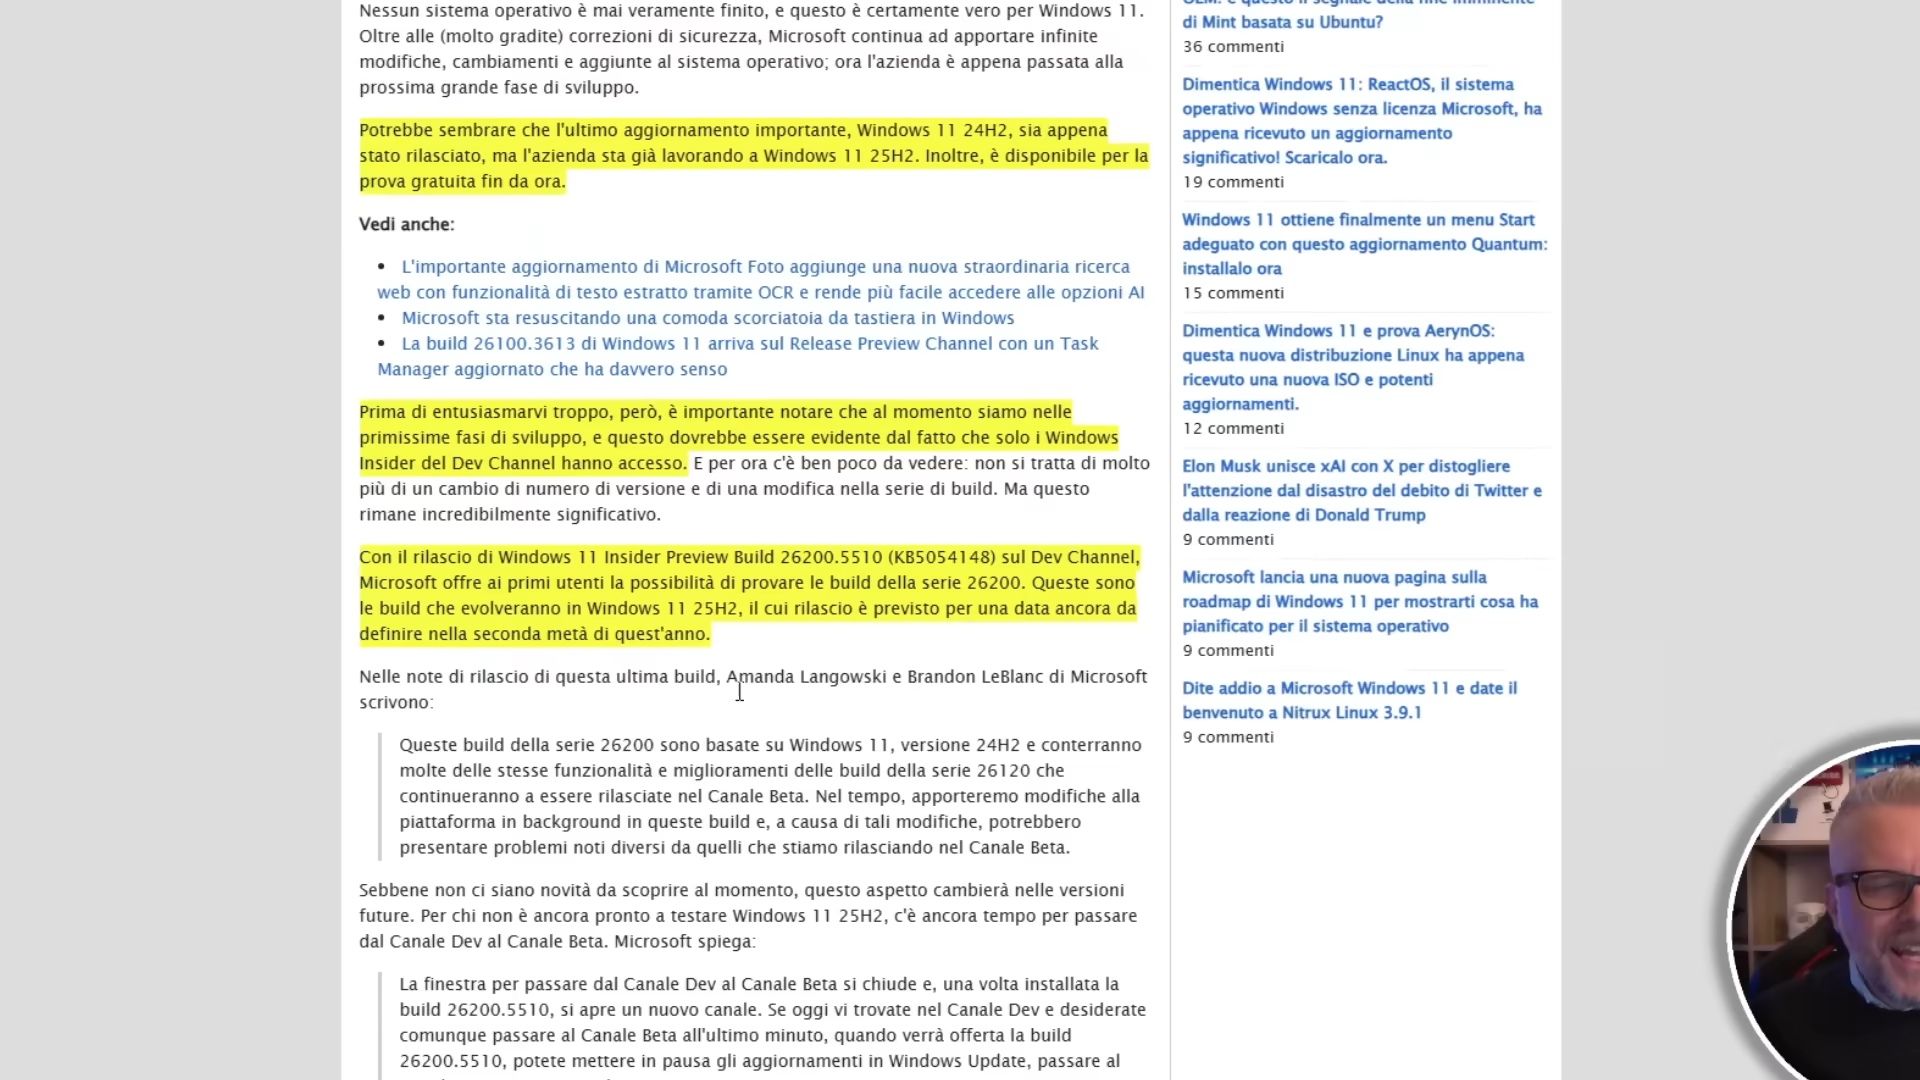 Nessun sistema operativo è mai veramente finito, e questo è certamente vero per Windows 11.
Oltre alle (molto gradite) correzioni di sicurezza, Microsoft continua ad apportare infinite
modifiche, cambiamenti e aggiunte al sistema operativo; ora l'azienda è appena passata alla
prossima grande fase di sviluppo.
Potrebbe sembrare che l'ultimo aggiornamento importante, Windows 11 24H2, sia appena
stato rilasciato, ma l'azienda sta già lavorando a Windows 11 25H2. Inoltre, è disponibile per la
prova gratuita fin da ora.
Vedi anche:
• L'importante aggiornamento di Microsoft Foto aggiunge una nuova straordinaria ricerca
web con funzionalità di testo estratto tramite OCR e rende più facile accedere alle opzioni AI
• Microsoft sta resuscitando una comoda scorciatoia da tastiera in Windows
• La build 26100.3613 di Windows 11 arriva sul Release Preview Channel con un Task
Manager aggiornato che ha davvero senso
Prima di entusiasmarvi troppo, però, è importante notare che al momento siamo nelle
primissime fasi di sviluppo, e questo dovrebbe essere evidente dal fatto che solo i Windows
Insider del Dev Channel hanno accesso. E per ora c'è ben poco da vedere: non si tratta di molto
più di un cambio di numero di versione e di una modifica nella serie di build. Ma questo
rimane incredibilmente significativo.
Con il rilascio di Windows 11 Insider Preview Build 26200.5510 (KB5054148) sul Dev Channel,
Microsoft offre ai primi utenti la possibilità di provare le build della serie 26200. Queste sono
le build che evolveranno in Windows 11 25H2, il cui rilascio è previsto per una data ancora da
definire nella seconda metà di quest'anno.
Nelle note di rilascio di questa ultima build, Amanda Langowski e Brandon LeBlanc di Microsoft
scrivono:
Queste build della serie 26200 sono basate su Windows 11, versione 24H2 e conterranno
molte delle stesse funzionalità e miglioramenti delle build della serie 26120 che
continueranno a essere rilasciate nel Canale Beta. Nel tempo, apporteremo modifiche alla
piattaforma in background in queste build e, a causa di tali modifiche, potrebbero
presentare problemi noti diversi da quelli che stiamo rilasciando nel Canale Beta.
Sebbene non ci siano novità da scoprire al momento, questo aspetto cambierà nelle versioni
future. Per chi non è ancora pronto a testare Windows 11 25H2, c'è ancora tempo per passare
dal Canale Dev al Canale Beta. Microsoft spiega:
La finestra per passare dal Canale Dev al Canale Beta si chiude e, una volta installata la
build 26200.5510, si apre un nuovo canale. Se oggi vi trovate nel Canale Dev e desiderate
comunque passare al Canale Beta all'ultimo minuto, quando verrà offerta la build
26200.5510, potete mettere in pausa gli aggiornamenti in Windows Update, passare al
OEM: è questo il segnale della fine imminente
di Mint basata su Ubuntu?
36 commenti
Dimentica Windows 11: ReactOS, il sistema
operativo Windows senza licenza Microsoft, ha
appena ricevuto un aggiornamento
significativo! Scaricalo ora.
19 commenti
Windows 11 ottiene finalmente un menu Start
adeguato con questo aggiornamento Quantum:
installalo ora
15 commenti
Dimentica Windows 11 e prova AerynOS:
questa nuova distribuzione Linux ha appena
ricevuto una nuova ISO e potenti
aggiornamenti.
12 commenti
Elon Musk unisce xAI con X per distogliere
l'attenzione dal disastro del debito di Twitter e
dalla reazione di Donald Trump
9 commenti
Microsoft lancia una nuova pagina sulla
roadmap di Windows 11 per mostrarti cosa ha
pianificato per il sistema operativo
9 commenti
Dite addio a Microsoft Windows 11 e date il
benvenuto a Nitrux Linux 3.9.1
9 commenti